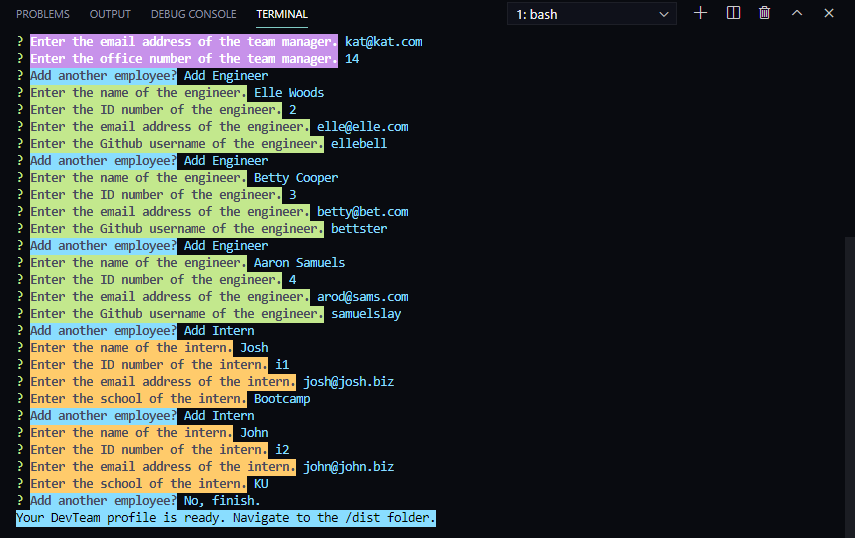 PROBLEMS OUTPUT DEBUG CONSOLE TERMINAL 1: bash
? Enter the email address of the team manager. kat@kat.com
? Enter the office number of the team manager. 14
? Add another employee? Add Engineer
? Enter the name of the engineer. Elle Woods
? Enter the ID number of the engineer. 2
? Enter the email address of the engineer. elle@elle.com
? Enter the Github username of the engineer. ellebell
? Add another employee? Add Engineer
? Enter the name of the engineer. Betty Cooper
? Enter the ID number of the engineer. 3
? Enter the email address of the engineer. betty@bet.com
? Enter the Github username of the engineer. bettster
? Add another employee? Add Engineer
? Enter the name of the engineer. Aaron Samuels
? Enter the ID number of the engineer. 4
? Enter the email address of the engineer. arod@sams.com
? Enter the Github username of the engineer. samuelslay
? Add another employee? Add Intern
? Enter the name of the intern. Josh
? Enter the ID number of the intern. i1
? Enter the email address of the intern. josh@josh.biz
? Enter the school of the intern. Bootcamp
? Add another employee? Add Intern
? Enter the name of the intern. John
? Enter the ID number of the intern. i2
? Enter the email address of the intern. john@john.biz
? Enter the school of the intern. KU
? Add another employee? No, finish.
Your DevTeam profile is ready. Navigate to the /dist folder.